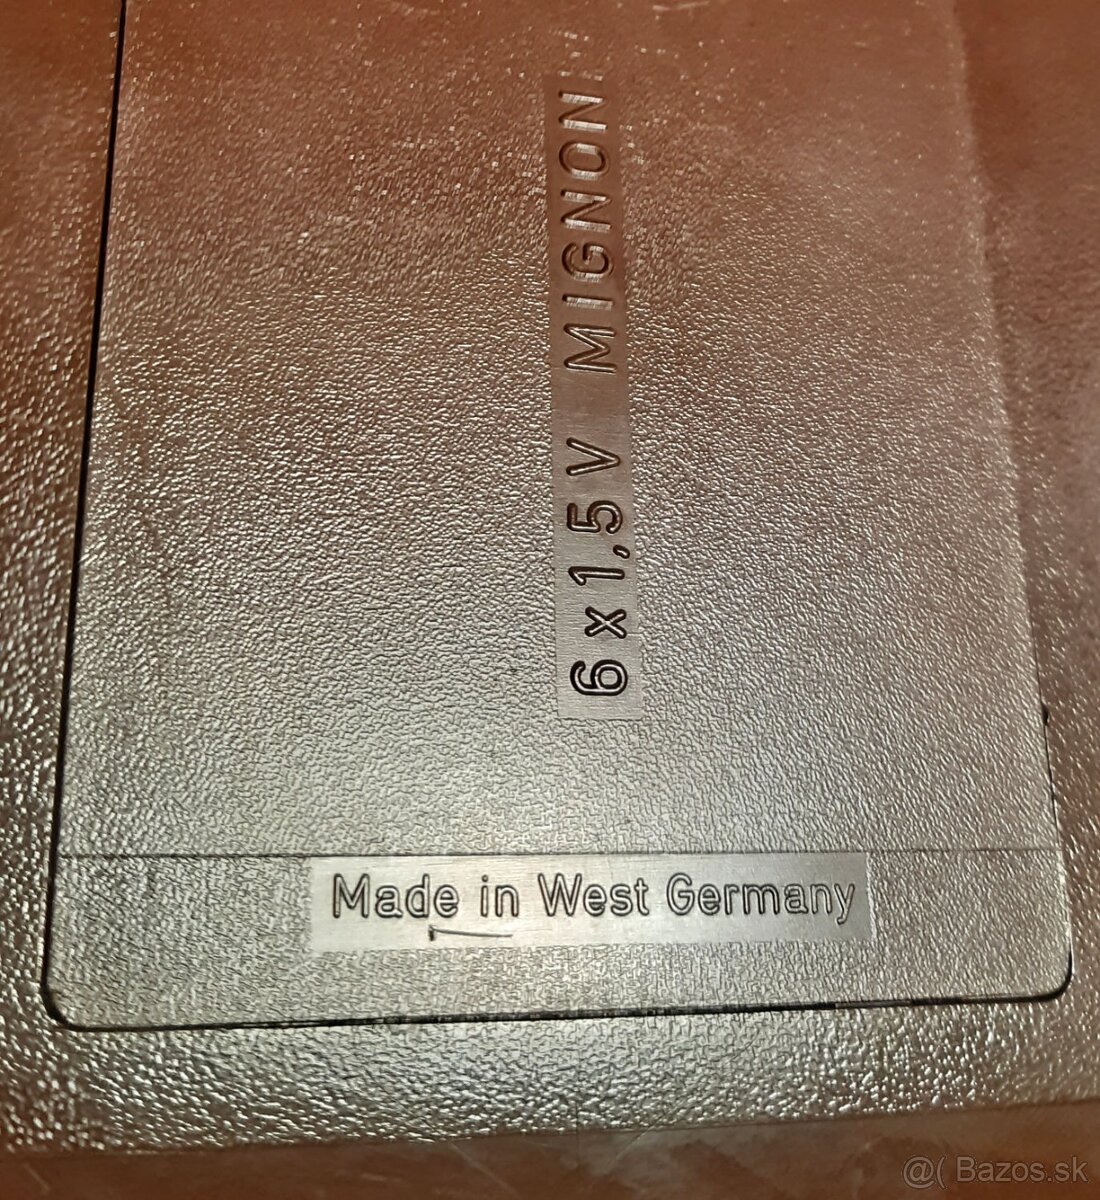 6 x 1,5 V MIGNON
Made in West Germany
@( Bazos.sk